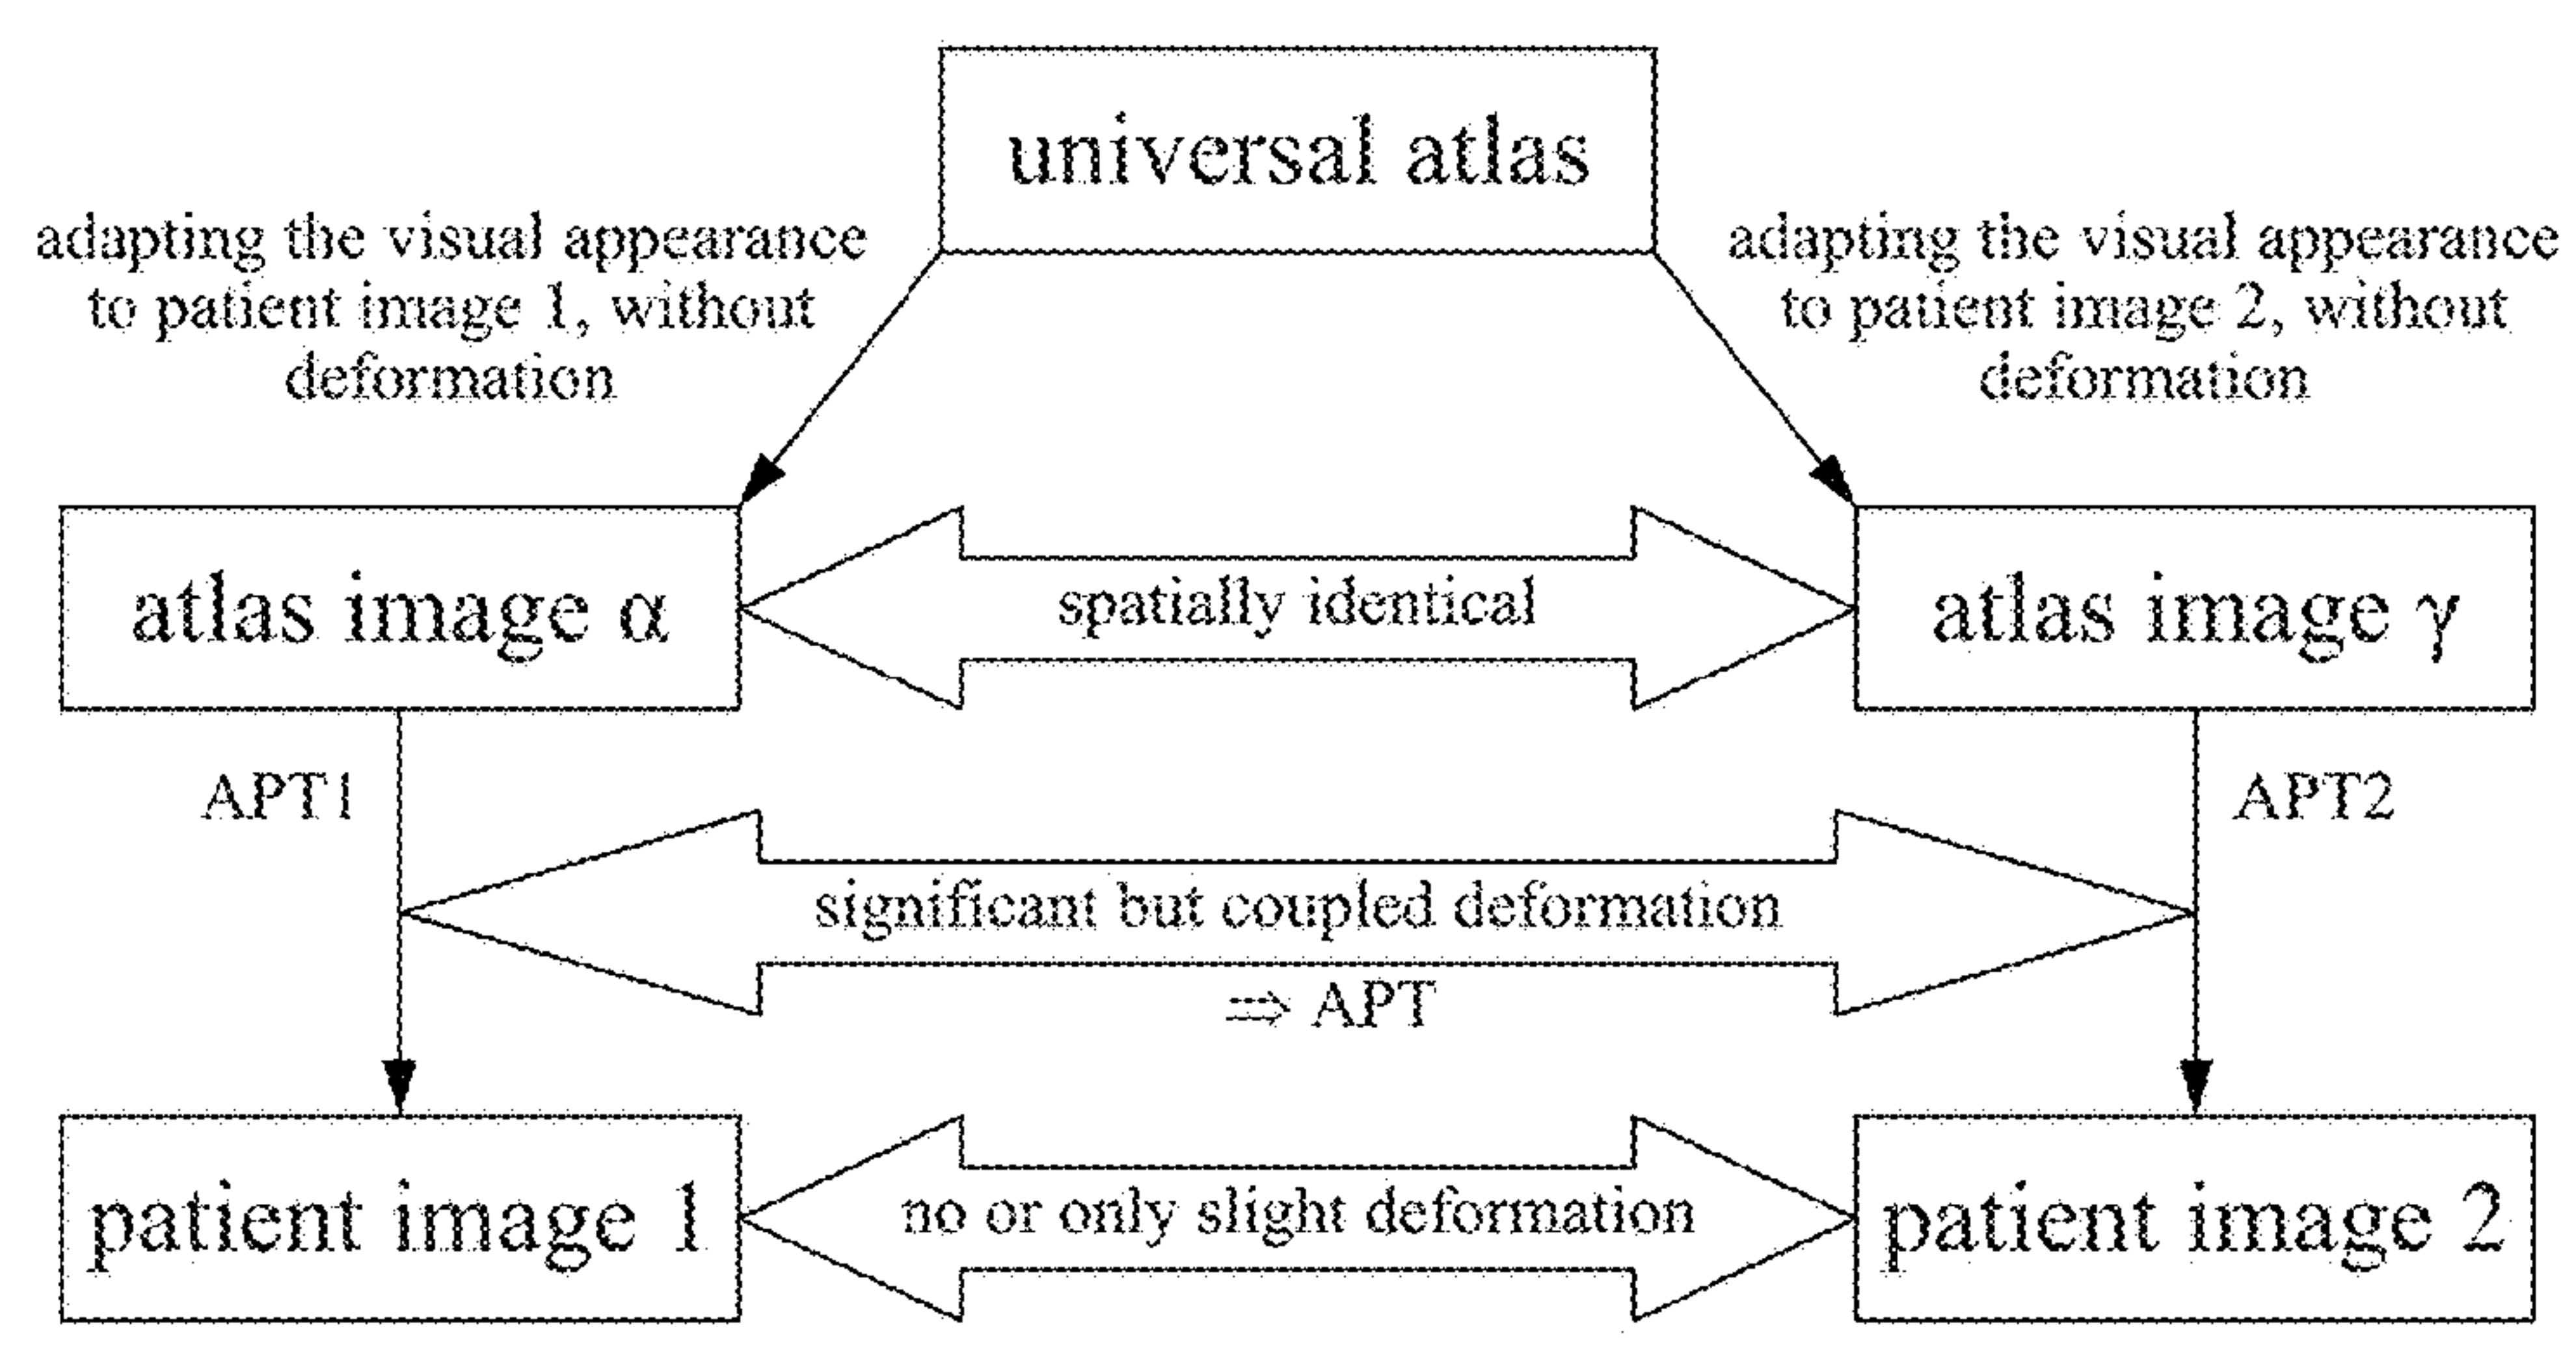 universal atlas
adapting the visual appearance
to patient image 1, without
deformation
adapting the visual appearance
to patient image 2, without
deformation
atlas image α
spatially identical
atlas image γ
APT1
APT2
significant but coupled deformation
⇒ APT
patient image 1
no or only slight deformation
patient image 2